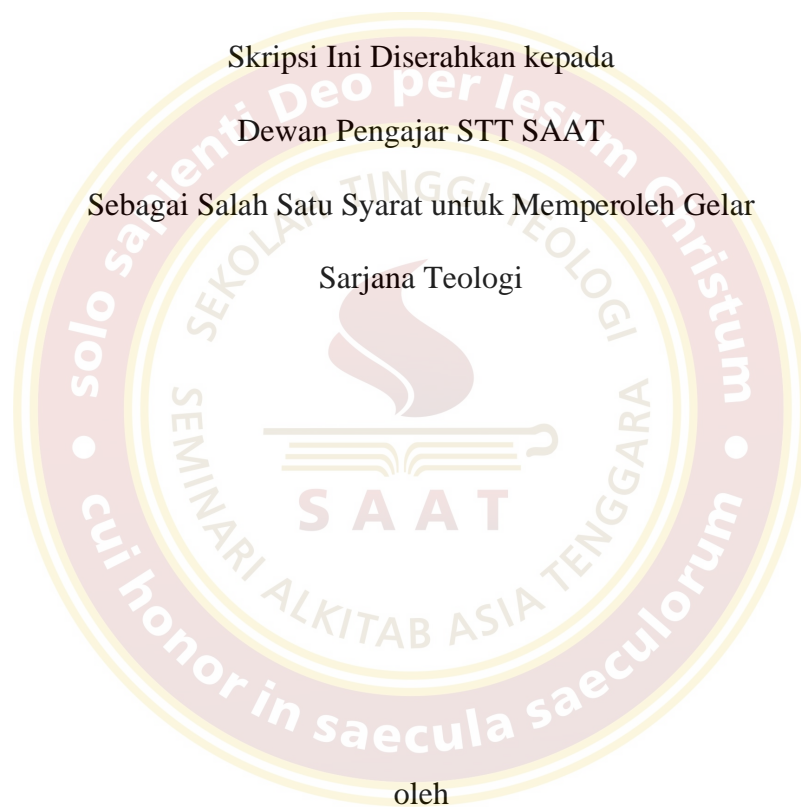 Skripsi Ini Diserahkan kepada
Dewan Pengajar STT SAAT
Sebagai Salah Satu Syarat untuk Memperoleh Gelar
Sarjana Teologi
solo sapienti Deo per Iesum Christum
SEKOLAH TINGGI TEOLOGI
SAAT
SEMINARI ALKITAB ASIA TENGGARA
cui honor in saecula saeculorum
oleh